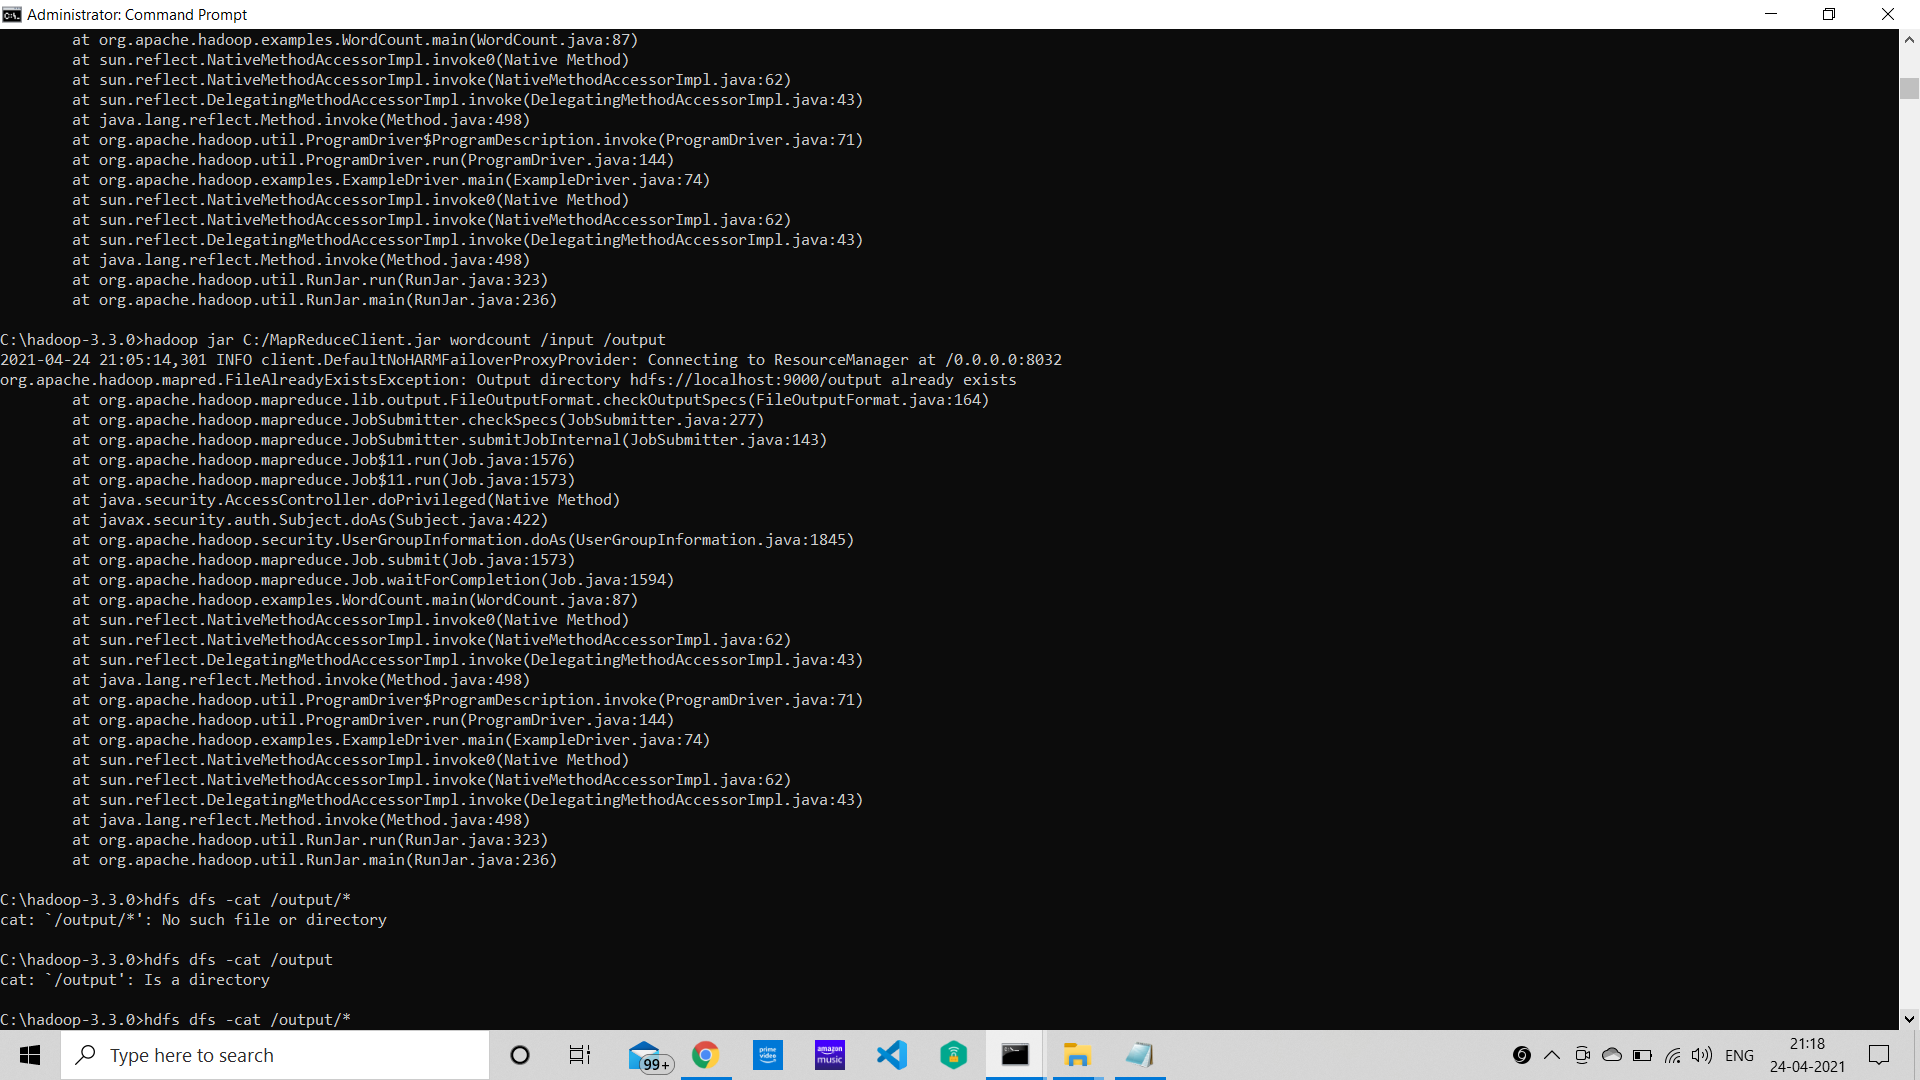 Administrator: Command Prompt
at org.apache.hadoop.examples.WordCount.main(WordCount.java:87)
at sun.reflect.NativeMethodAccessorImpl.invoke0(Native Method)
at sun.reflect.NativeMethodAccessorImpl.invoke(NativeMethodAccessorImpl.java:62)
at sun.reflect.DelegatingMethodAccessorImpl.invoke(DelegatingMethodAccessorImpl.java:43)
at java.lang.reflect.Method.invoke(Method.java:498)
at org.apache.hadoop.util.ProgramDriver$ProgramDescription.invoke(ProgramDriver.java:71)
at org.apache.hadoop.util.ProgramDriver.run(ProgramDriver.java:144)
at org.apache.hadoop.examples.ExampleDriver.main(ExampleDriver.java:74)
at sun.reflect.NativeMethodAccessorImpl.invoke0(Native Method)
at sun.reflect.NativeMethodAccessorImpl.invoke(NativeMethodAccessorImpl.java:62)
at sun.reflect.DelegatingMethodAccessorImpl.invoke(DelegatingMethodAccessorImpl.java:43)
at java.lang.reflect.Method.invoke(Method.java:498)
at org.apache.hadoop.util.RunJar.run(RunJar.java:323)
at org.apache.hadoop.util.RunJar.main(RunJar.java:236)
C:\hadoop-3.3.0>hadoop jar C:/MapReduceClient.jar wordcount /input /output
2021-04-24 21:05:14,301 INFO client.DefaultNoHARMFailoverProxyProvider: Connecting to ResourceManager at /0.0.0.0:8032
org.apache.hadoop.mapred.FileAlreadyExistsException: Output directory hdfs://localhost:9000/output already exists
at org.apache.hadoop.mapreduce.lib.output.FileOutputFormat.checkOutputSpecs(FileOutputFormat.java:164)
at org.apache.hadoop.mapreduce.JobSubmitter.checkSpecs(JobSubmitter.java:277)
at org.apache.hadoop.mapreduce.JobSubmitter.submitJobInternal(JobSubmitter.java:143)
at org.apache.hadoop.mapreduce.Job$11.run(Job.java:1576)
at org.apache.hadoop.mapreduce.Job$11.run(Job.java:1573)
at java.security.AccessController.doPrivileged(Native Method)
at javax.security.auth.Subject.doAs(Subject.java:422)
at org.apache.hadoop.security.UserGroupInformation.doAs(UserGroupInformation.java:1845)
at org.apache.hadoop.mapreduce.Job.submit(Job.java:1573)
at org.apache.hadoop.mapreduce.Job.waitForCompletion(Job.java:1594)
at org.apache.hadoop.examples.WordCount.main(WordCount.java:87)
at sun.reflect.NativeMethodAccessorImpl.invoke0(Native Method)
at sun.reflect.NativeMethodAccessorImpl.invoke(NativeMethodAccessorImpl.java:62)
at sun.reflect.DelegatingMethodAccessorImpl.invoke(DelegatingMethodAccessorImpl.java:43)
at java.lang.reflect.Method.invoke(Method.java:498)
at org.apache.hadoop.util.ProgramDriver$ProgramDescription.invoke(ProgramDriver.java:71)
at org.apache.hadoop.util.ProgramDriver.run(ProgramDriver.java:144)
at org.apache.hadoop.examples.ExampleDriver.main(ExampleDriver.java:74)
at sun.reflect.NativeMethodAccessorImpl.invoke0(Native Method)
at sun.reflect.NativeMethodAccessorImpl.invoke(NativeMethodAccessorImpl.java:62)
at sun.reflect.DelegatingMethodAccessorImpl.invoke(DelegatingMethodAccessorImpl.java:43)
at java.lang.reflect.Method.invoke(Method.java:498)
at org.apache.hadoop.util.RunJar.run(RunJar.java:323)
at org.apache.hadoop.util.RunJar.main(RunJar.java:236)
C:\hadoop-3.3.0>hdfs dfs -cat /output/*
cat: `/output/*': No such file or directory
C:\hadoop-3.3.0>hdfs dfs -cat /output
cat: `/output': Is a directory
C:\hadoop-3.3.0>hdfs dfs -cat /output/*
Type here to search
99+
prime video
amazon music
ENG
21:18
24-04-2021